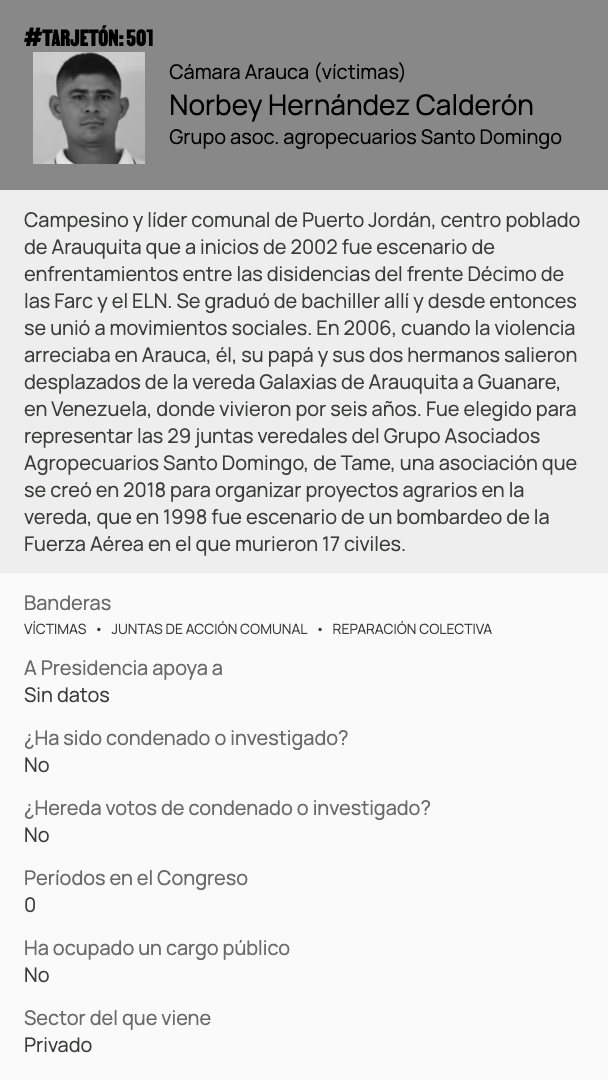 #TARJETÓN: 501
Cámara Arauca (víctimas)
Norbey Hernández Calderón
Grupo asoc. agropecuarios Santo Domingo
Campesino y líder comunal de Puerto Jordán, centro poblado
de Arauquita que a inicios de 2002 fue escenario de
enfrentamientos entre las disidencias del frente Décimo de
las Farc y el ELN. Se graduó de bachiller allí y desde entonces
se unió a movimientos sociales. En 2006, cuando la violencia
arreciaba en Arauca, él, su papá y sus dos hermanos salieron
desplazados de la vereda Galaxias de Arauquita a Guanare,
en Venezuela, donde vivieron por seis años. Fue elegido para
representar las 29 juntas veredales del Grupo Asociados
Agropecuarios Santo Domingo, de Tame, una asociación que
se creó en 2018 para organizar proyectos agrarios en la
vereda, que en 1998 fue escenario de un bombardeo de la
Fuerza Aérea en el que murieron 17 civiles.
Banderas
VÍCTIMAS • JUNTAS DE ACCIÓN COMUNAL • REPARACIÓN COLECTIVA
A Presidencia apoya a
Sin datos
¿Ha sido condenado o investigado?
No
¿Hereda votos de condenado o investigado?
No
Períodos en el Congreso
0
Ha ocupado un cargo público
No
Sector del que viene
Privado